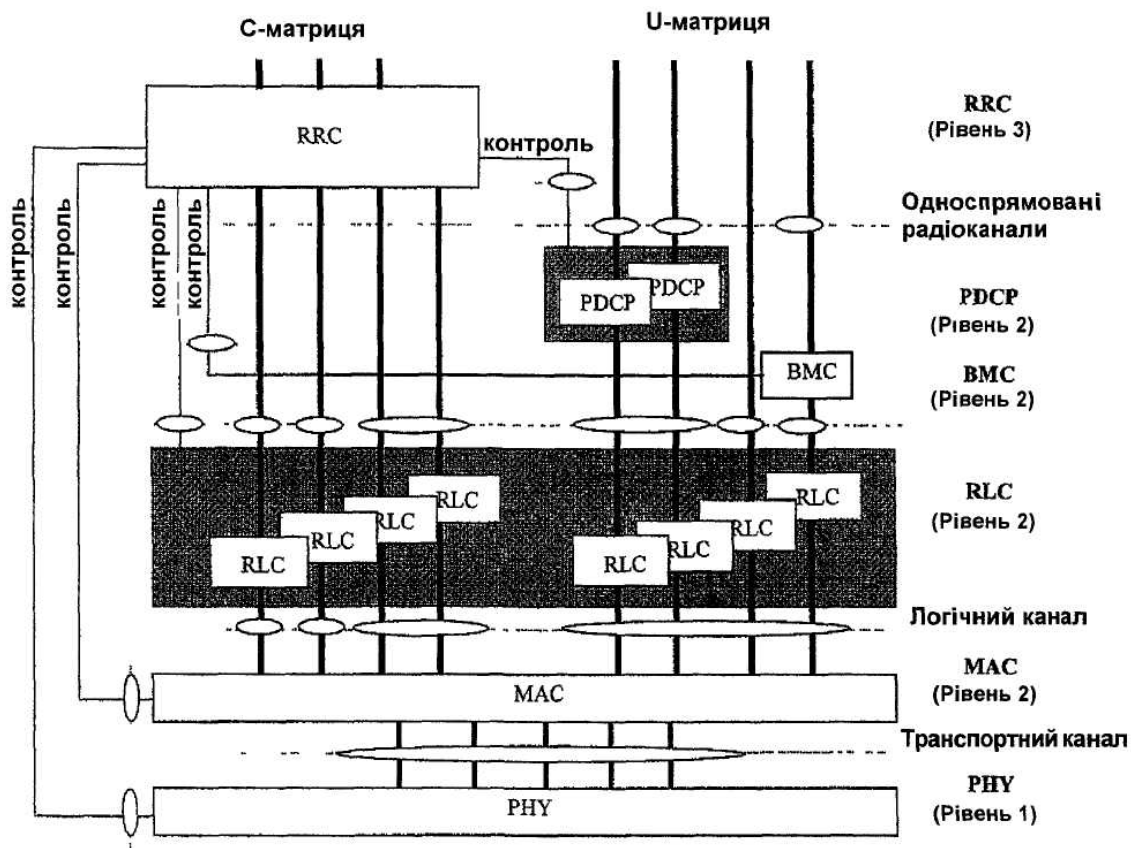 С-матриця
U-матриця
RRC
RRC
(Рівень 3)
контроль
контроль
контроль
контроль
контроль
Односпрямовані
радіоканали
PDCP
PDCP
PDCP
(Рівень 2)
BMC
BMC
(Рівень 2)
RLC
RLC
RLC
RLC
RLC
RLC
RLC
RLC
RLC
(Рівень 2)
Логічний канал
MAC
MAC
(Рівень 2)
Транспортний канал
PHY
PHY
(Рівень 1)